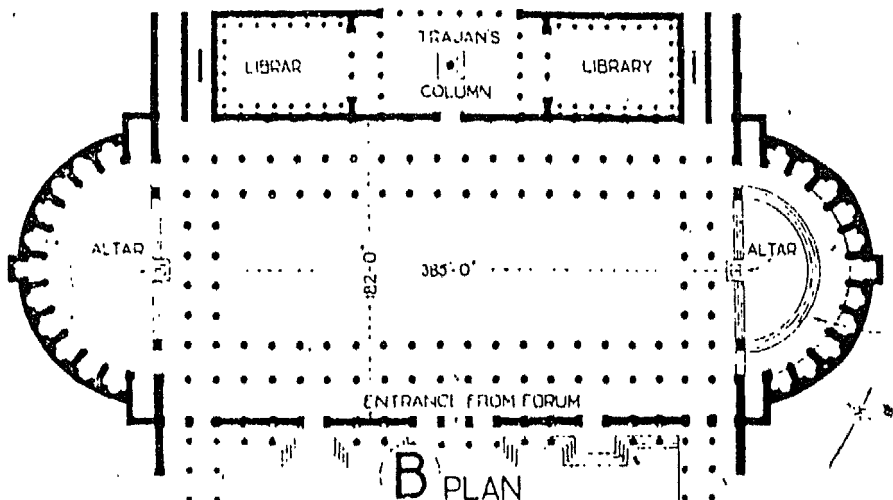 TRAJAN'S
LIBRAR
LIBRARY
COLUMN
ALTAR
ALTAR
385'-0"
182-0"
ENTRANCE FROM FORUM
B PLAN